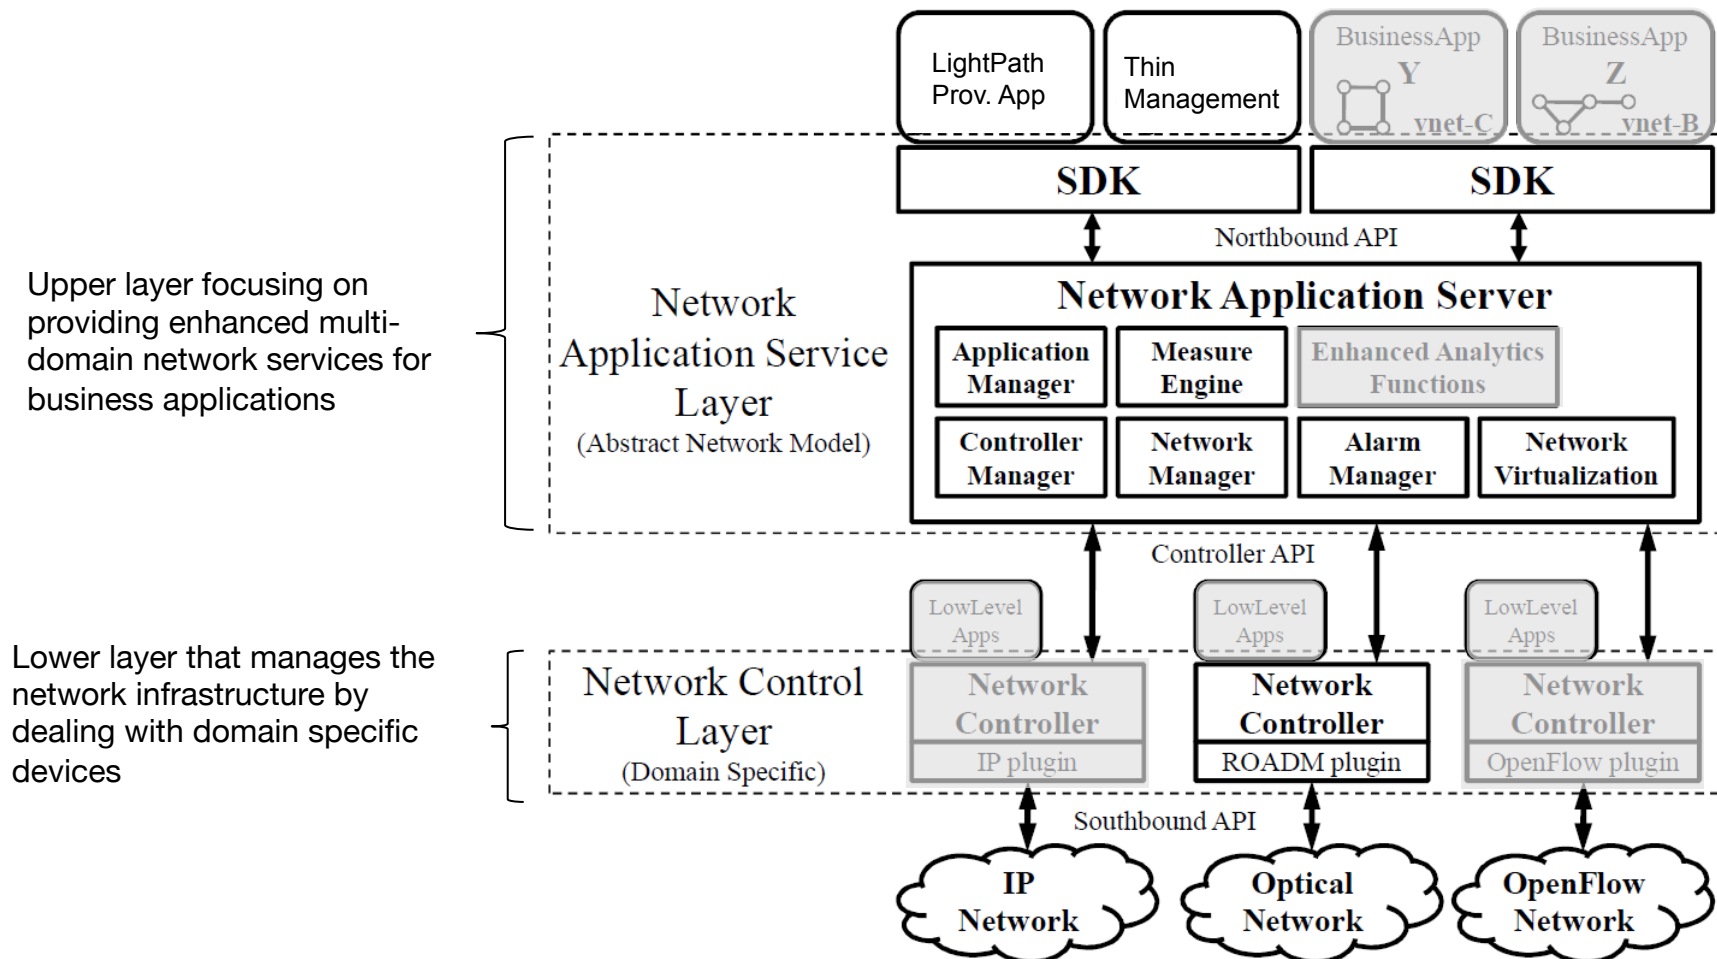 LightPath
Prov. App
Thin
Management
BusinessApp
Y
vnet-C
BusinessApp
Z
vnet-B
SDK
SDK
Northbound API
Upper layer focusing on
providing enhanced multi-
domain network services for
business applications
Network
Application Service
Layer
(Abstract Network Model)
Network Application Server
Application
Manager
Measure
Engine
Enhanced Analytics
Functions
Controller
Manager
Network
Manager
Alarm
Manager
Network
Virtualization
Controller API
LowLevel
Apps
LowLevel
Apps
LowLevel
Apps
Lower layer that manages the
network infrastructure by
dealing with domain specific
devices
Network Control
Layer
(Domain Specific)
Network
Controller
IP plugin
Network
Controller
ROADM plugin
Network
Controller
OpenFlow plugin
Southbound API
IP
Network
Optical
Network
OpenFlow
Network